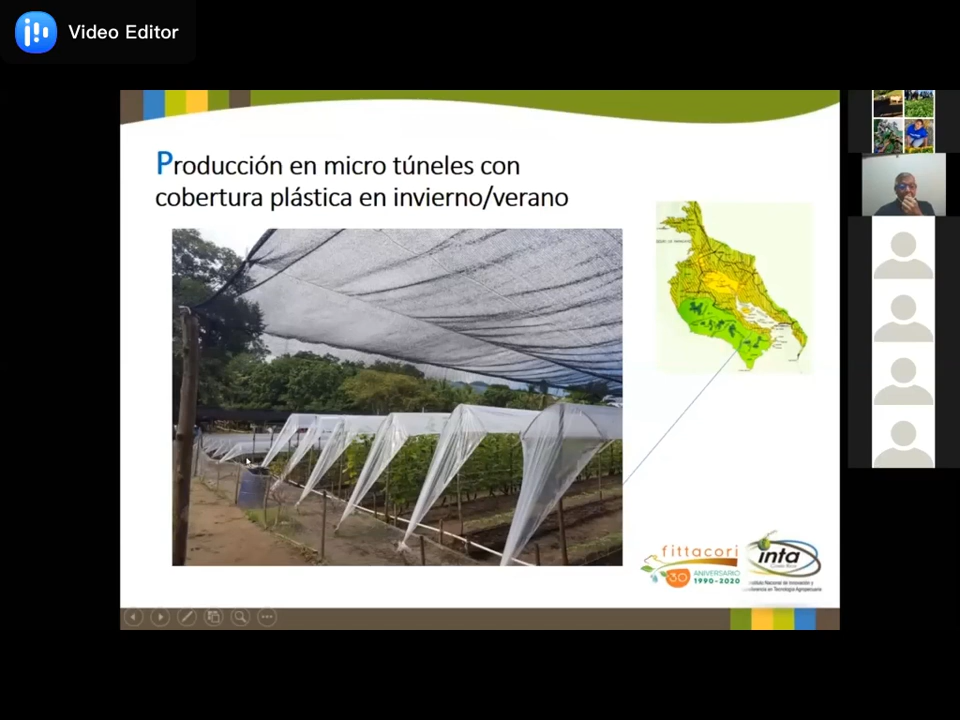 Video Editor
Producción en micro túneles con
cobertura plástica en invierno/verano
fittacori
30 ANIVERSARIO
1990-2020
inta
Costa Rica
Instituto Nacional de Innovación y
Transferencia en Tecnología Agropecuaria